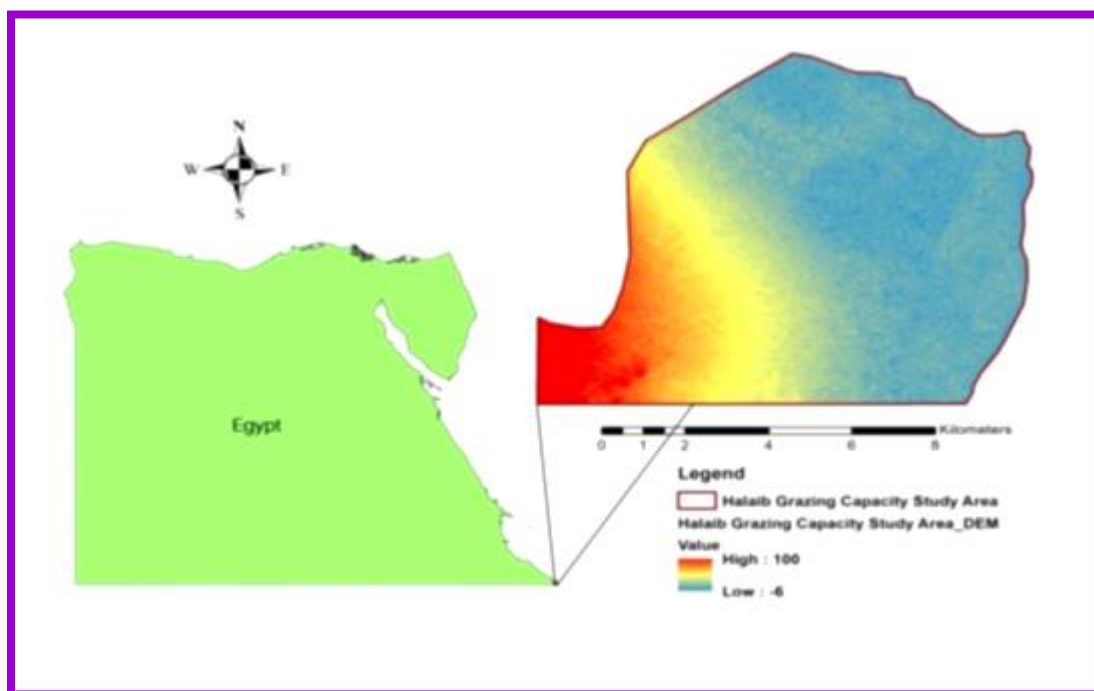 N
W E
S
Egypt
Kilometers
0 1 2 4 6 8
Legend
Halaib Grazing Capacity Study Area
Halaib Grazing Capacity Study Area_DEM
Value
High : 100
Low : -6